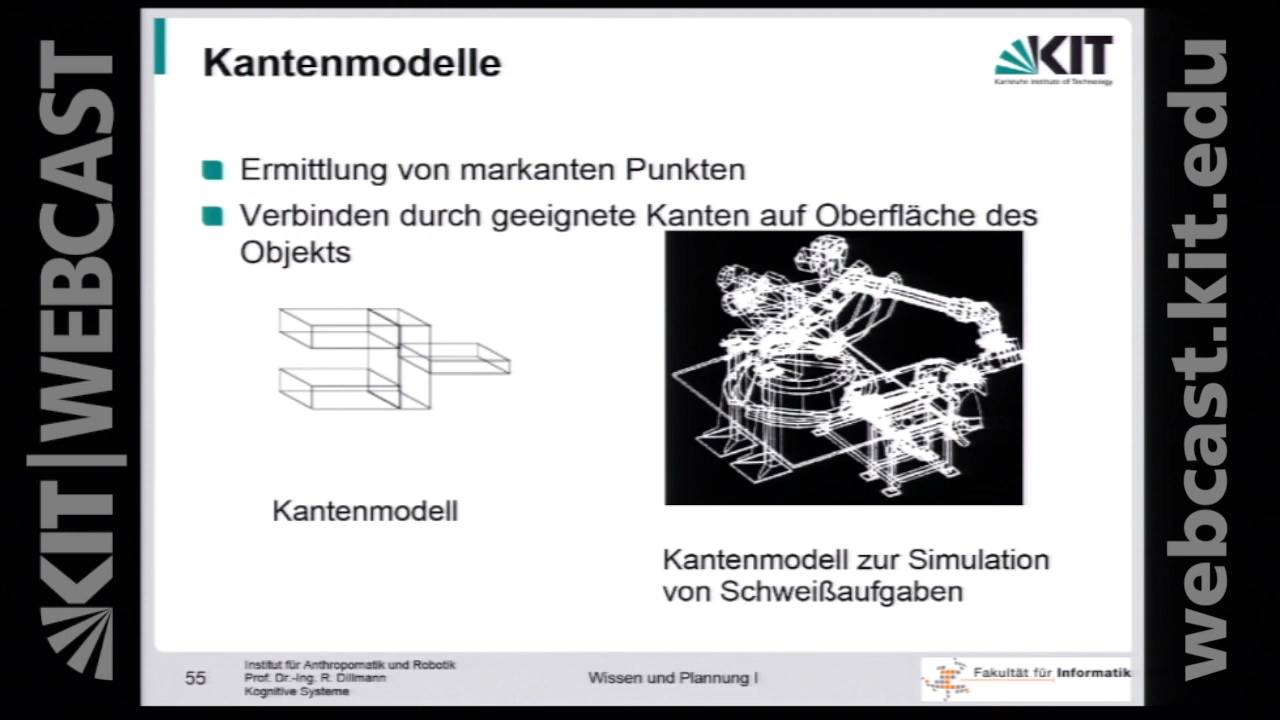 KIT|WEBCAST
Kantenmodelle
KIT
Karlsruhe Institute of Technology
Ermittlung von markanten Punkten
Verbinden durch geeignete Kanten auf Oberfläche des
Objekts
Kantenmodell
Kantenmodell zur Simulation
von Schweißaufgaben
55
Institut für Anthropomatik und Robotik
Prof. Dr.-Ing. R. Dillmann
Kognitive Systeme
Wissen und Plannung I
Fakultät für Informatik
webcast.kit.edu